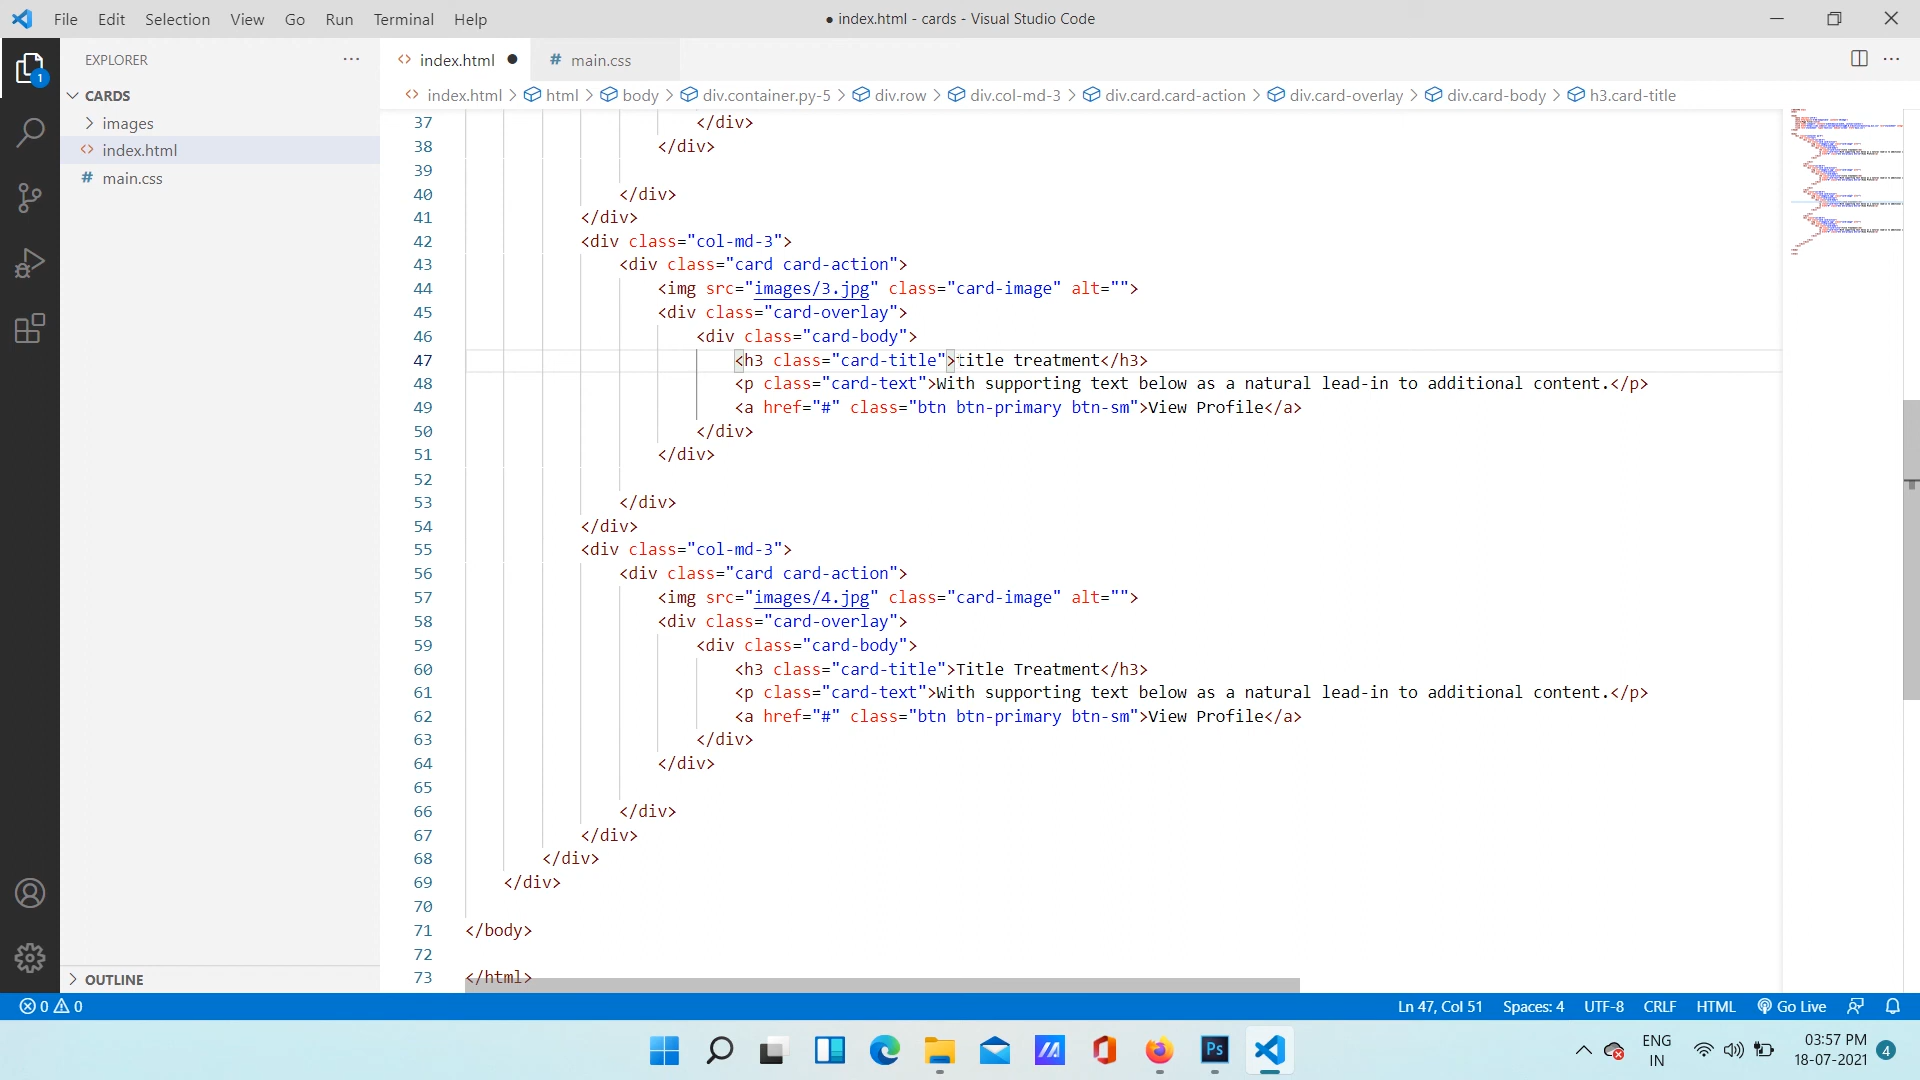 File Edit Selection View Go Run Terminal Help ● index.html - cards - Visual Studio Code
EXPLORER
index.html
main.css
1
CARDS
images
index.html
main.css
index.html > html > body > div.container.py-5 > div.row > div.col-md-3 > div.card.card-action > div.card-overlay > div.card-body > h3.card-title
37 </div>
38 </div>
39
40 </div>
41 </div>
42 <div class="col-md-3">
43 <div class="card card-action">
44 <img src="images/3.jpg" class="card-image" alt="">
45 <div class="card-overlay">
46 <div class="card-body">
47 <h3 class="card-title">title treatment</h3>
48 <p class="card-text">With supporting text below as a natural lead-in to additional content.</p>
49 <a href="#" class="btn btn-primary btn-sm">View Profile</a>
50 </div>
51 </div>
52
53 </div>
54 </div>
55 <div class="col-md-3">
56 <div class="card card-action">
57 <img src="images/4.jpg" class="card-image" alt="">
58 <div class="card-overlay">
59 <div class="card-body">
60 <h3 class="card-title">Title Treatment</h3>
61 <p class="card-text">With supporting text below as a natural lead-in to additional content.</p>
62 <a href="#" class="btn btn-primary btn-sm">View Profile</a>
63 </div>
64 </div>
65
66 </div>
67 </div>
68 </div>
69 </div>
70
71 </body>
72
73 </html>
OUTLINE
0 0 Ln 47, Col 51 Spaces: 4 UTF-8 CRLF HTML Go Live
Ps
ENG
IN
03:57 PM
18-07-2021
4